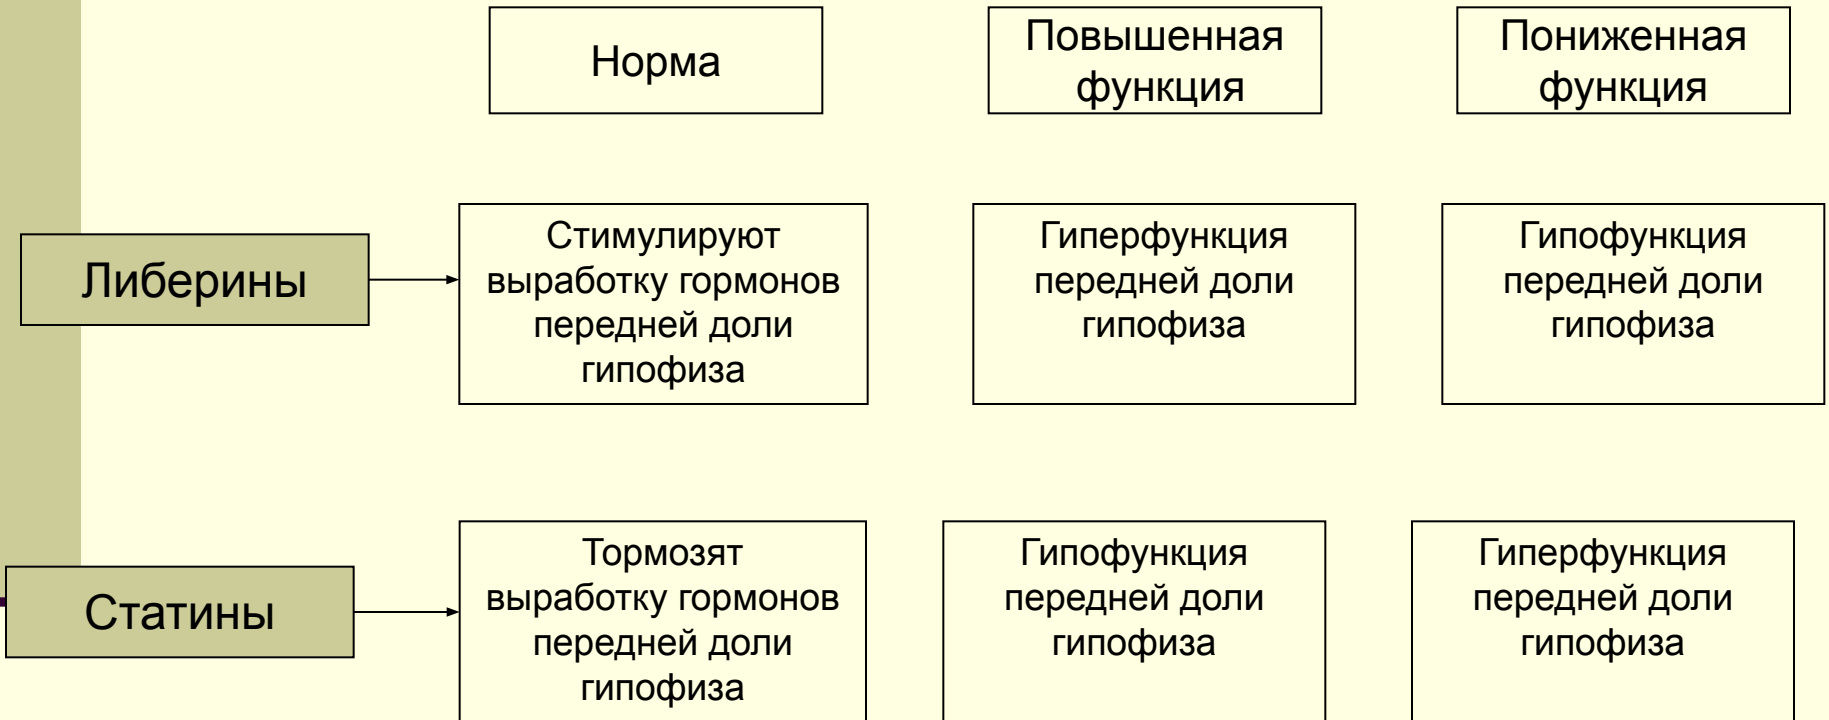 Норма
Повышенная
функция
Пониженная
функция
Либерины
Стимулируют
выработку гормонов
передней доли
гипофиза
Гиперфункция
передней доли
гипофиза
Гипофункция
передней доли
гипофиза
Статины
Тормозят
выработку гормонов
передней доли
гипофиза
Гипофункция
передней доли
гипофиза
Гиперфункция
передней доли
гипофиза